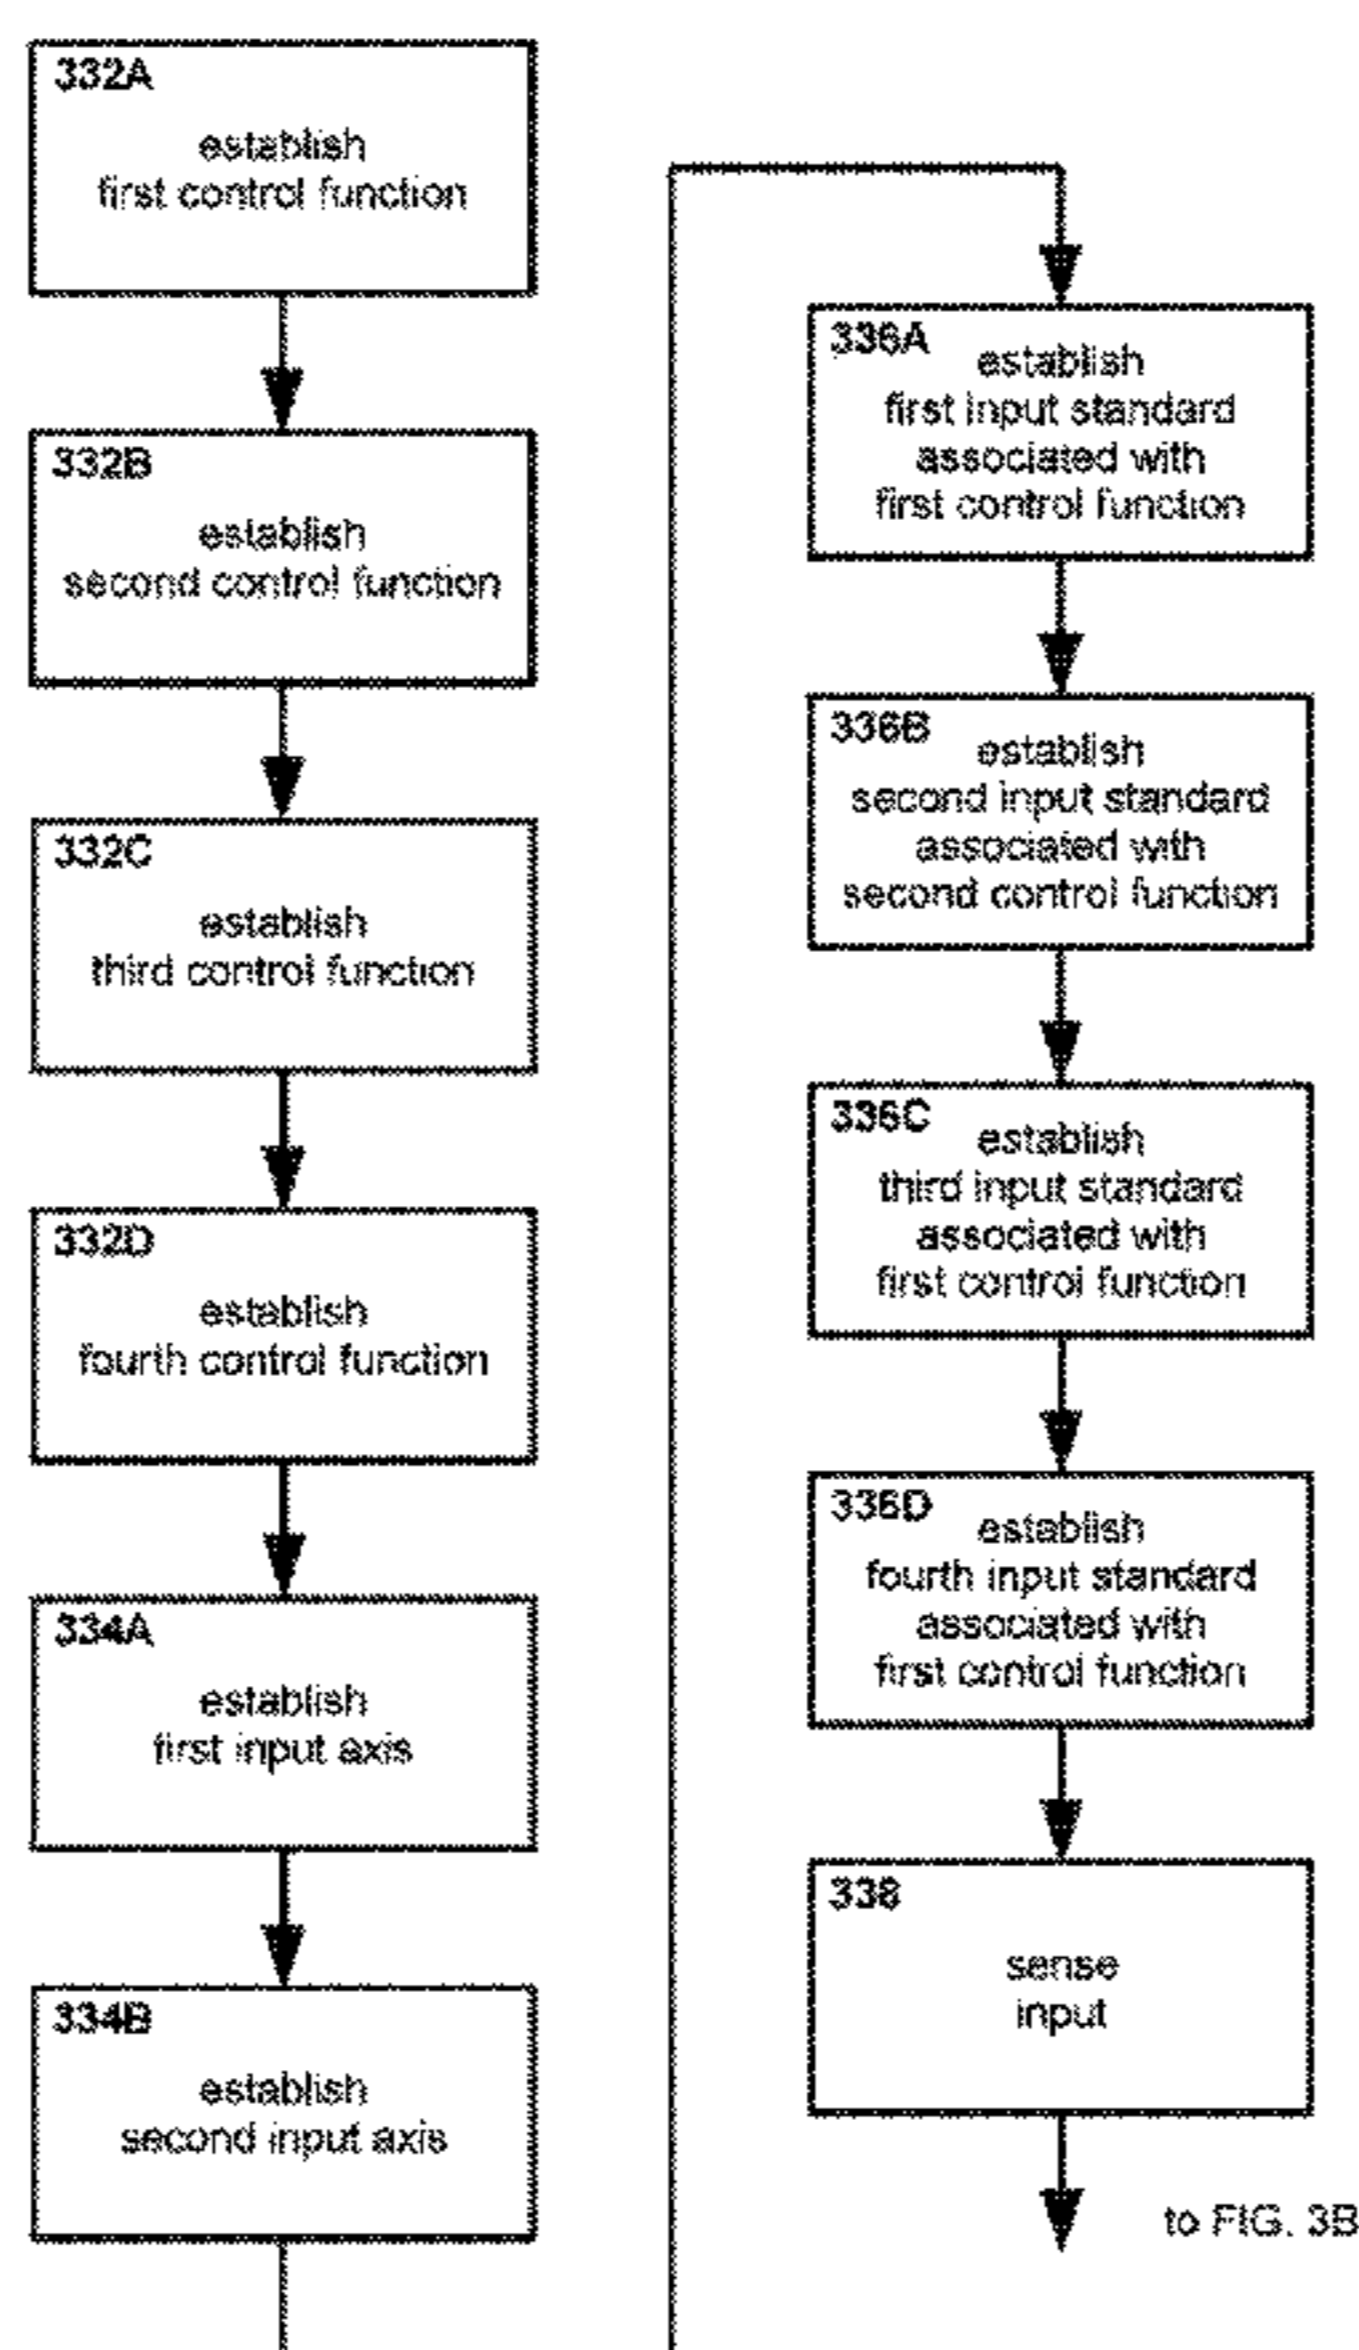 332A
establish
first control function
332B
establish
second control function
332C
establish
third control function
332D
establish
fourth control function
334A
establish
first input axis
334B
establish
second input axis
336A
establish
first input standard
associated with
first control function
336B
establish
second input standard
associated with
second control function
336C
establish
third input standard
associated with
first control function
336D
establish
fourth input standard
associated with
first control function
338
sense
input
to FIG. 3B